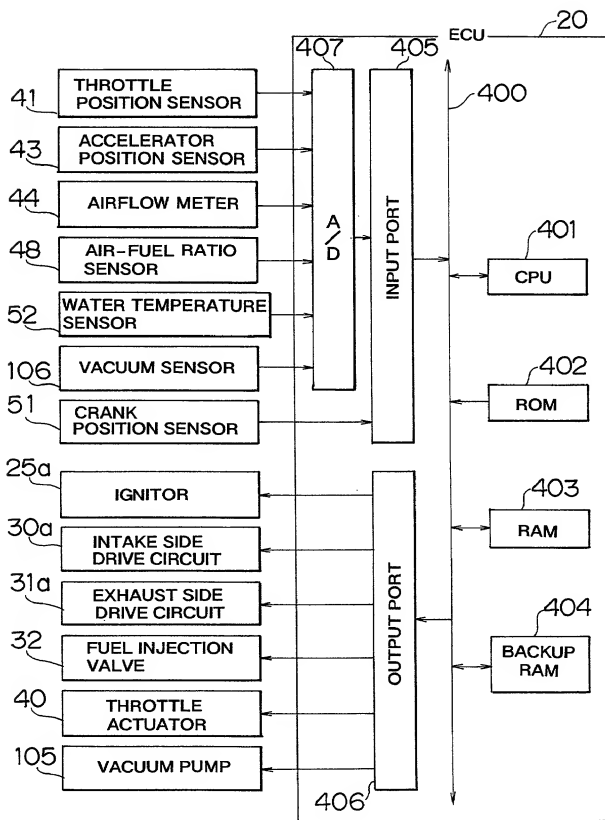 ECU
20
407
405
400
41
THROTTLE
POSITION SENSOR
43
ACCELERATOR
POSITION SENSOR
44
AIRFLOW METER
48
AIR-FUEL RATIO
SENSOR
52
WATER TEMPERATURE
SENSOR
106
VACUUM SENSOR
51
CRANK
POSITION SENSOR
A/D
INPUT PORT
401
CPU
402
ROM
403
RAM
404
BACKUP
RAM
25a
IGNITOR
30a
INTAKE SIDE
DRIVE CIRCUIT
31a
EXHAUST SIDE
DRIVE CIRCUIT
32
FUEL INJECTION
VALVE
40
THROTTLE
ACTUATOR
105
VACUUM PUMP
OUTPUT PORT
406